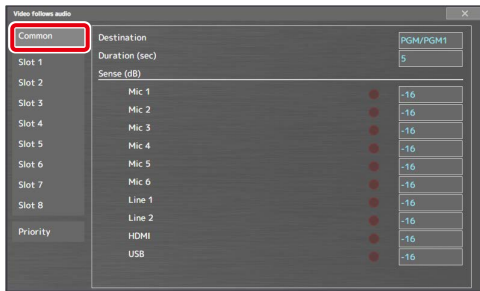 Video follows audio
Common
Slot 1
Slot 2
Slot 3
Slot 4
Slot 5
Slot 6
Slot 7
Slot 8
Priority
Destination PGM/PGM1
Duration (sec) 5
Sense (dB)
Mic 1 -16
Mic 2 -16
Mic 3 -16
Mic 4 -16
Mic 5 -16
Mic 6 -16
Line 1 -16
Line 2 -16
HDMI -16
USB -16